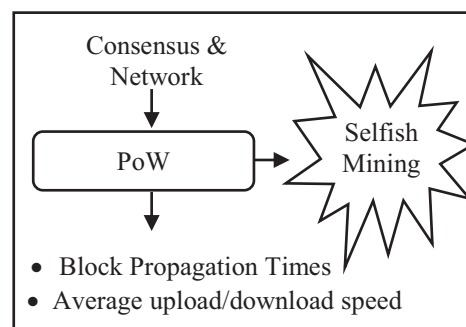 Consensus &
Network
PoW
Selfish
Mining
• Block Propagation Times
• Average upload/download speed